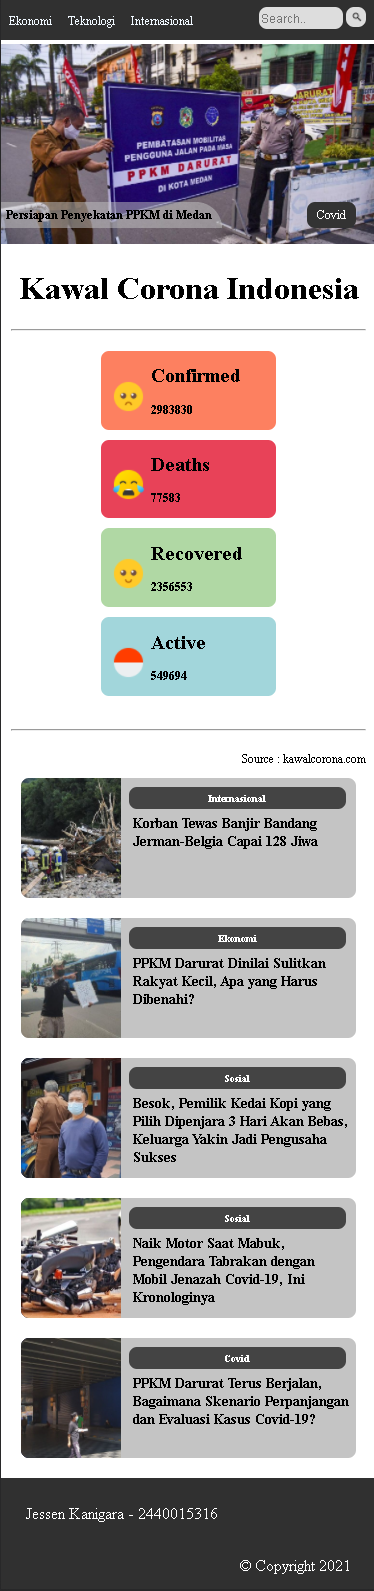 Ekonomi Teknologi Internasional Search..
PEMBATASAN MOBILITAS
PENGGUNA JALAN PADA MASA
PPKM DARURAT
DI KOTA MEDAN
Persiapan Penyekatan PPKM di Medan
Covid
Kawal Corona Indonesia
Confirmed
2983830
Deaths
77583
Recovered
2356553
Active
549694
Source : kawalcorona.com
Internasional
Korban Tewas Banjir Bandang
Jerman-Belgia Capai 128 Jiwa
Ekonomi
PPKM Darurat Dinilai Sulitkan
Rakyat Kecil, Apa yang Harus
Dibenahi?
Sosial
Besok, Pemilik Kedai Kopi yang
Pilih Dipenjara 3 Hari Akan Bebas,
Keluarga Yakin Jadi Pengusaha
Sukses
Sosial
Naik Motor Saat Mabuk,
Pengendara Tabrakan dengan
Mobil Jenazah Covid-19, Ini
Kronologinya
Covid
PPKM Darurat Terus Berjalan,
Bagaimana Skenario Perpanjangan
dan Evaluasi Kasus Covid-19?
Jessen Kanigara - 2440015316
© Copyright 2021